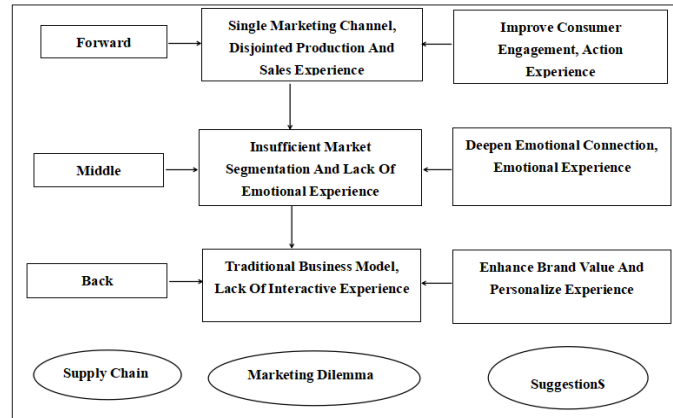 Forward
Single Marketing Channel,
Disjointed Production And
Sales Experience
Improve Consumer
Engagement, Action
Experience
Middle
Insufficient Market
Segmentation And Lack Of
Emotional Experience
Deepen Emotional Connection,
Emotional Experience
Back
Traditional Business Model,
Lack Of Interactive Experience
Enhance Brand Value And
Personalize Experience
Supply Chain
Marketing Dilemma
Suggestion$